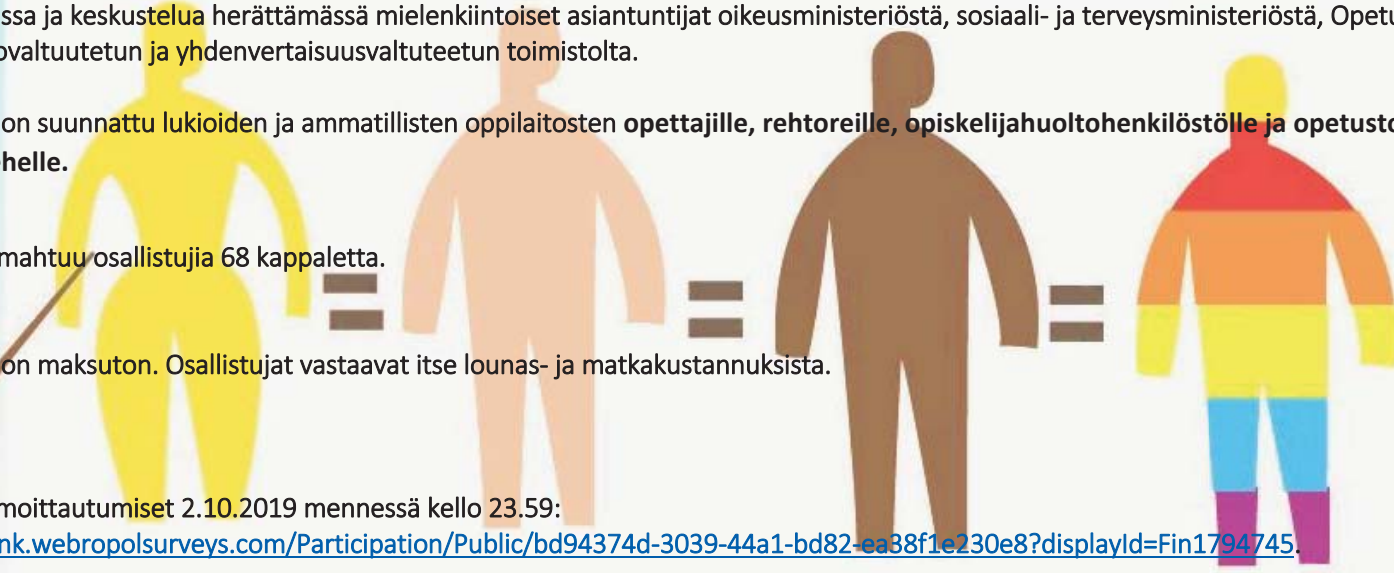 ssa ja keskustelua herättämässä mielenkiintoiset asiantuntijat oikeusministeriöstä, sosiaali- ja terveysministeriöstä, Opetu
ovaltuutetun ja yhdenvertaisuusvaltuteetun toimistolta.
on suunnattu lukioiden ja ammatillisten oppilaitosten opettajille, rehtoreille, opiskelijahuoltohenkilöstölle ja opetusto
ehelle.
mahtuu osallistujia 68 kappaletta.
on maksuton. Osallistujat vastaavat itse lounas- ja matkakustannuksista.
moittautumiset 2.10.2019 mennessä kello 23.59:
nk.webropolsurveys.com/Participation/Public/bd94374d-3039-44a1-bd82-ea38f1e230e8?displayId=Fin1794745.